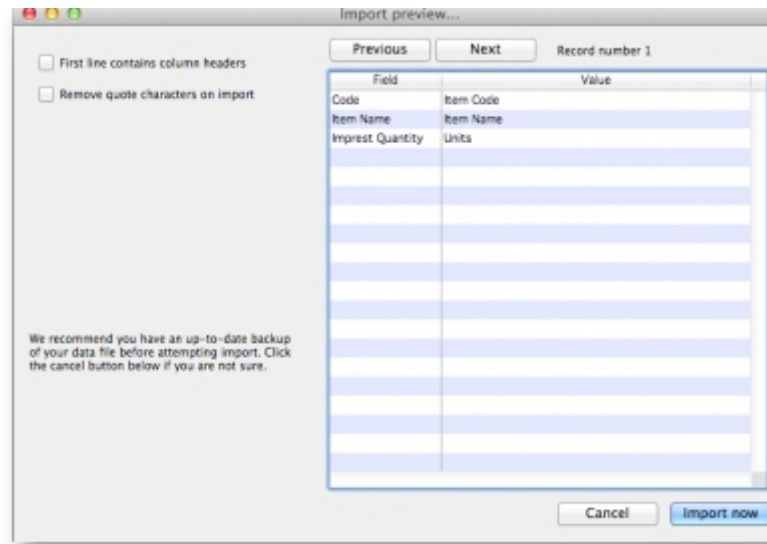 Import preview...
First line contains column headers
Remove quote characters on import
Previous Next Record number 1
Field Value
Code Item Code
Item Name Item Name
Imprest Quantity Units
We recommend you have an up-to-date backup
of your data file before attempting import. Click
the cancel button below if you are not sure.
Cancel Import now